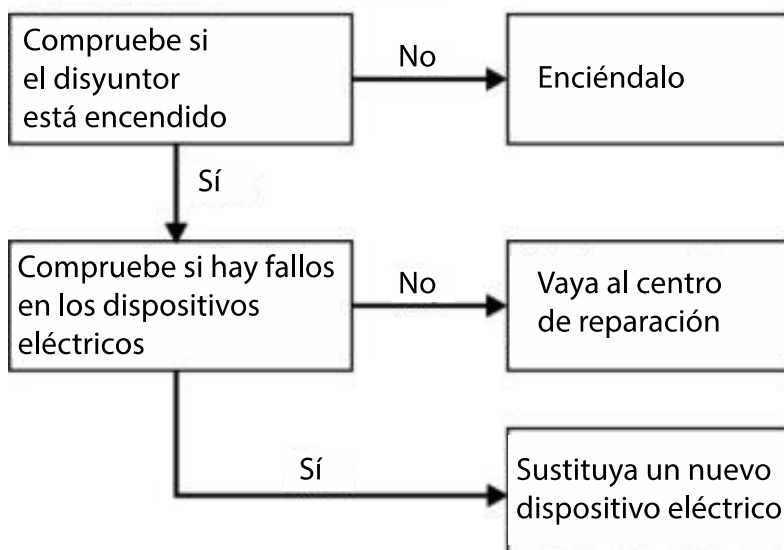 Compruebe si
el disyuntor
está encendido
No
Enciéndalo
Sí
Compruebe si hay fallos
en los dispositivos
eléctricos
No
Vaya al centro
de reparación
Sí
Sustituya un nuevo
dispositivo eléctrico